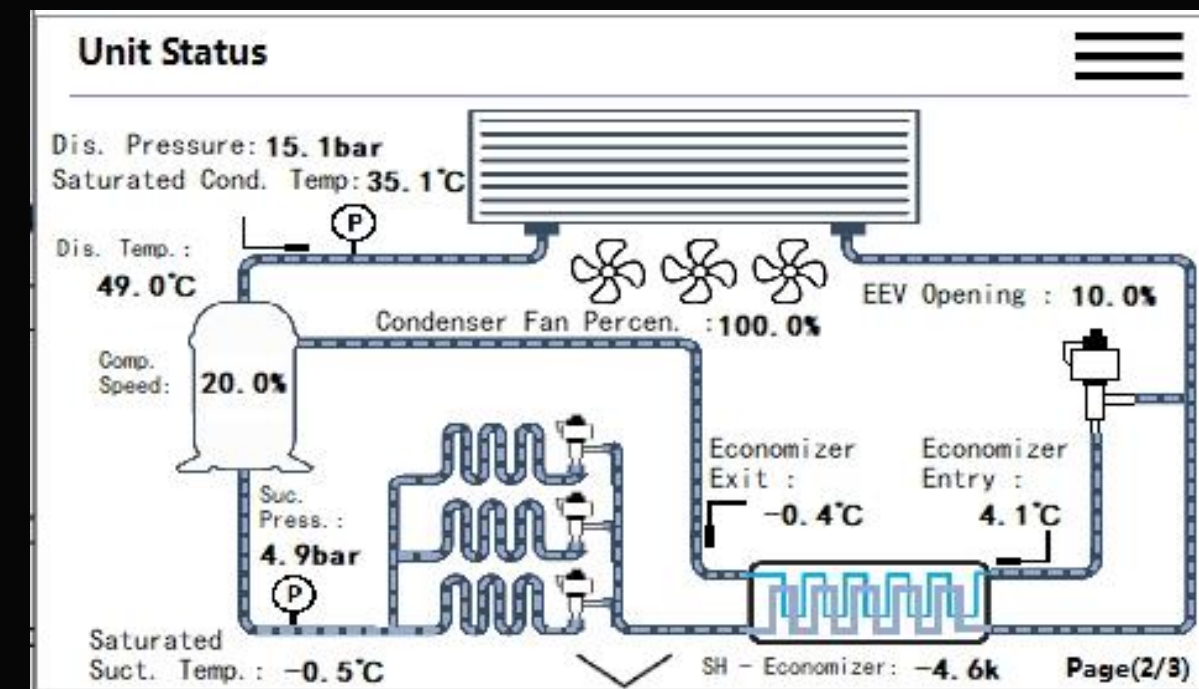 Unit Status
Dis. Pressure: 15.1bar
Saturated Cond. Temp: 35.1℃
P
Dis. Temp.:
49.0℃
EEV Opening : 10.0%
Condenser Fan Percen. :100.0%
Comp.
Speed: 20.0%
Economizer
Exit :
-0.4℃
Economizer
Entry :
4.1℃
Suc.
Press.:
4.9bar
P
Saturated
Suct. Temp.: -0.5℃
SH - Economizer: -4.6k
Page(2/3)